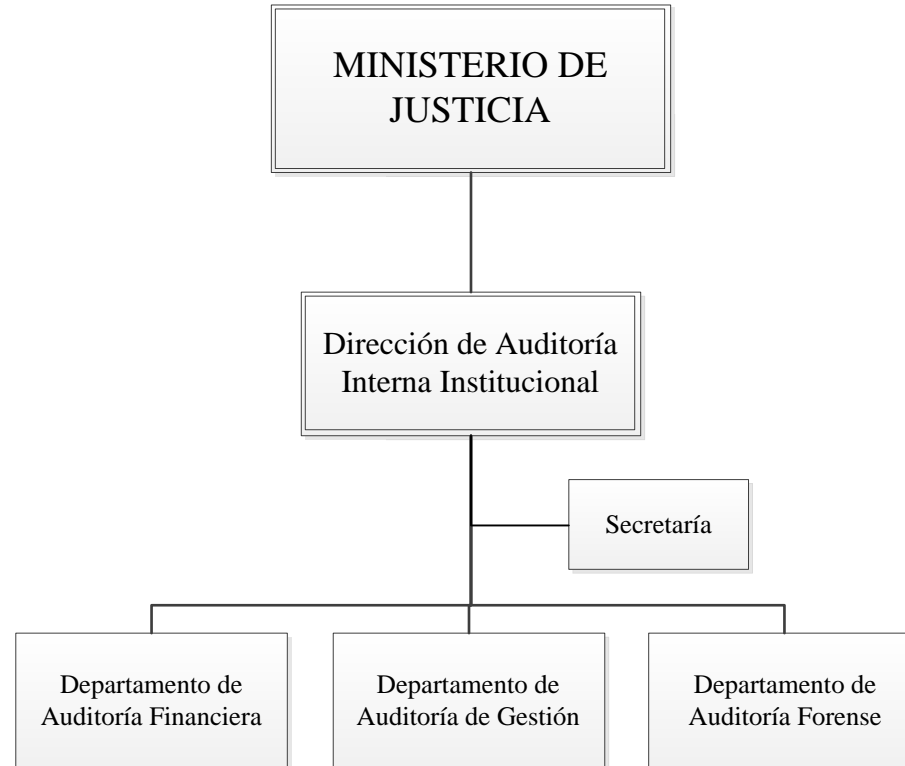 MINISTERIO DE
JUSTICIA
Dirección de Auditoría
Interna Institucional
Secretaría
Departamento de
Auditoría Financiera
Departamento de
Auditoría de Gestión
Departamento de
Auditoría Forense